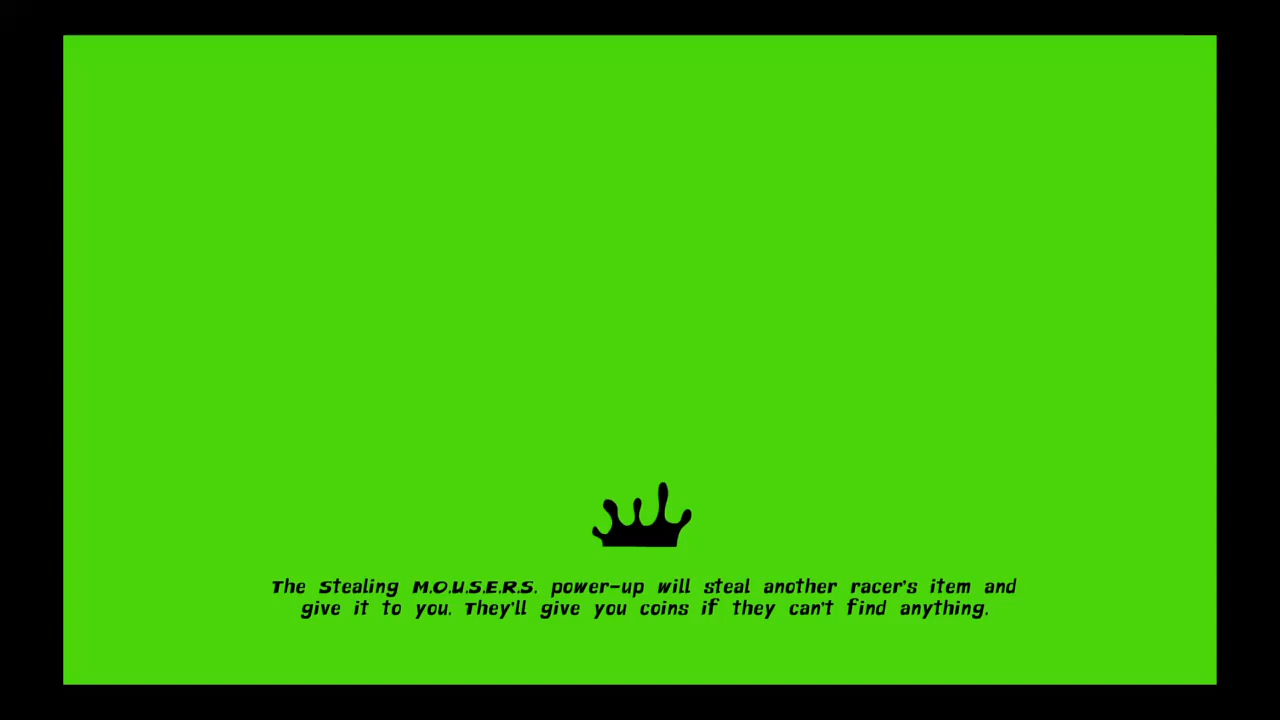 The Stealing M.O.U.S.E.R.S. power-up will steal another racer's item and
give it to you. They'll give you coins if they can't find anything.